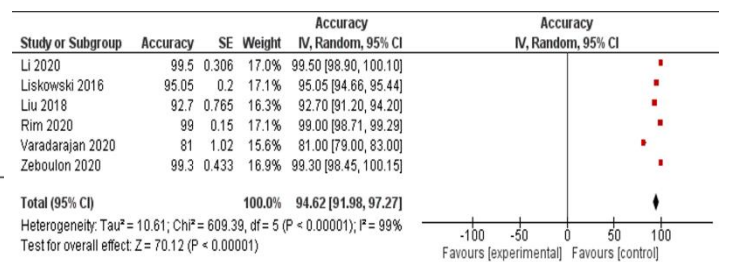 Accuracy Accuracy
Study or Subgroup Accuracy SE Weight IV, Random, 95% CI IV, Random, 95% CI
Li 2020 99.5 0.306 17.0% 99.50 [98.90, 100.10]
Liskowski 2016 95.05 0.2 17.1% 95.05 [94.66, 95.44]
Liu 2018 92.7 0.765 16.3% 92.70 [91.20, 94.20]
Rim 2020 99 0.15 17.1% 99.00 [98.71, 99.29]
Varadarajan 2020 81 1.02 15.6% 81.00 [79.00, 83.00]
Zeboulon 2020 99.3 0.433 16.9% 99.30 [98.45, 100.15]
Total (95% CI) 100.0% 94.62 [91.98, 97.27]
Heterogeneity: Tau² = 10.61; Chi² = 609.39, df = 5 (P < 0.00001); I² = 99%
Test for overall effect: Z = 70.12 (P < 0.00001)
-100 -50 0 50 100
Favours [experimental] Favours [control]